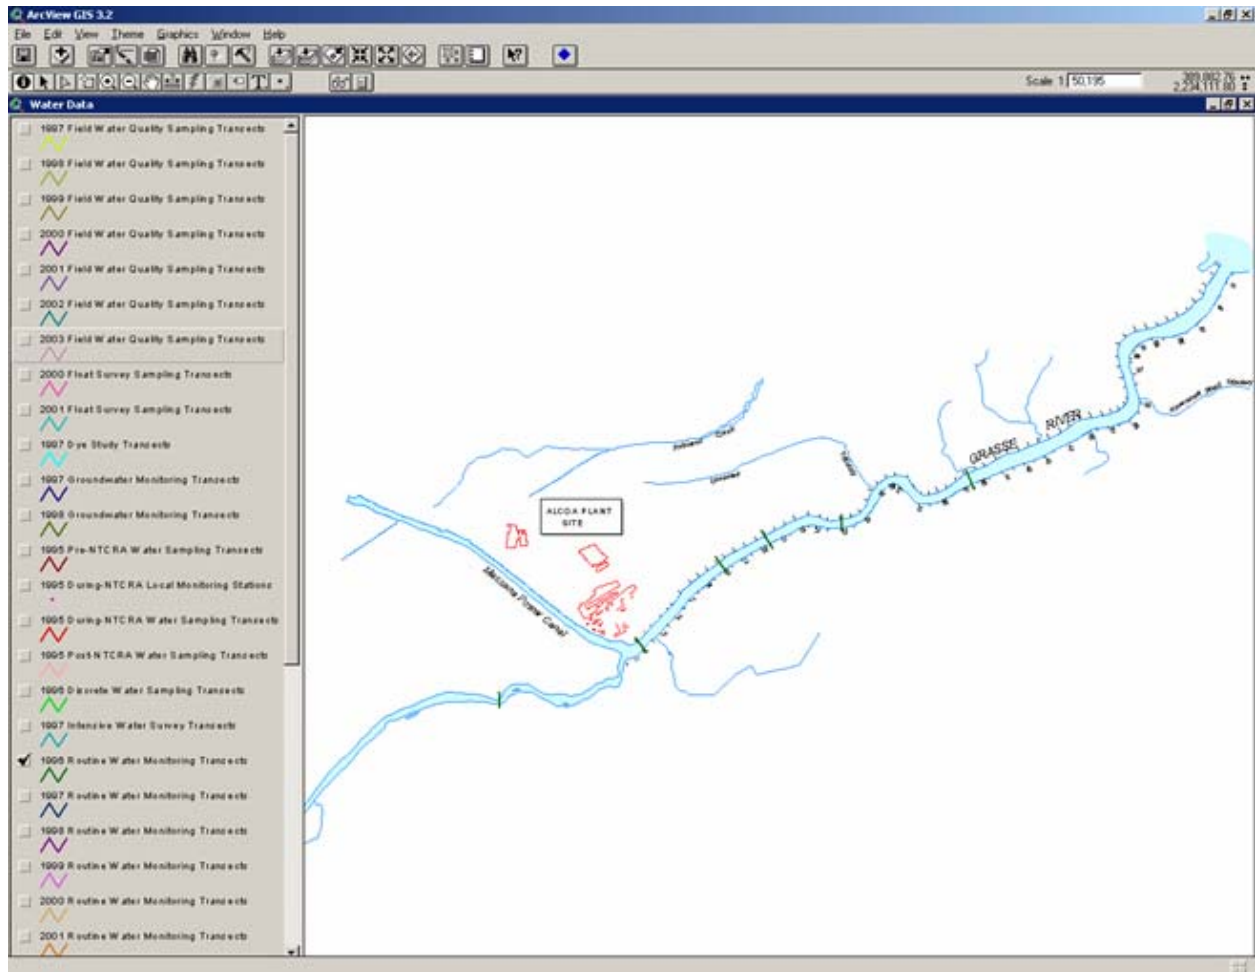 ArcView GIS 3.2
File Edit View Theme Graphics Window Help
Scale 1: 50,195
2,234,111.80
Water Data
1997 Field Water Quality Sampling Transects
1998 Field Water Quality Sampling Transects
1999 Field Water Quality Sampling Transects
2000 Field Water Quality Sampling Transects
2001 Field Water Quality Sampling Transects
2002 Field Water Quality Sampling Transects
2003 Field Water Quality Sampling Transects
2000 Float Survey Sampling Transects
2001 Float Survey Sampling Transects
1997 Dye Study Transects
1997 Groundwater Monitoring Transects
1998 Groundwater Monitoring Transects
1995 Pre-NTCRA Water Sampling Transects
1995 During-NTCRA Local Monitoring Stations
1995 During-NTCRA Water Sampling Transects
1995 Post-NTCRA Water Sampling Transects
1996 Discrete Water Sampling Transects
1997 Intensive Water Survey Transects
1996 Routine Water Monitoring Transects
1997 Routine Water Monitoring Transects
1998 Routine Water Monitoring Transects
1999 Routine Water Monitoring Transects
2000 Routine Water Monitoring Transects
2001 Routine Water Monitoring Transects
GRASSE RIVER
ALCOA PLANT
SITE
Massena Power Canal